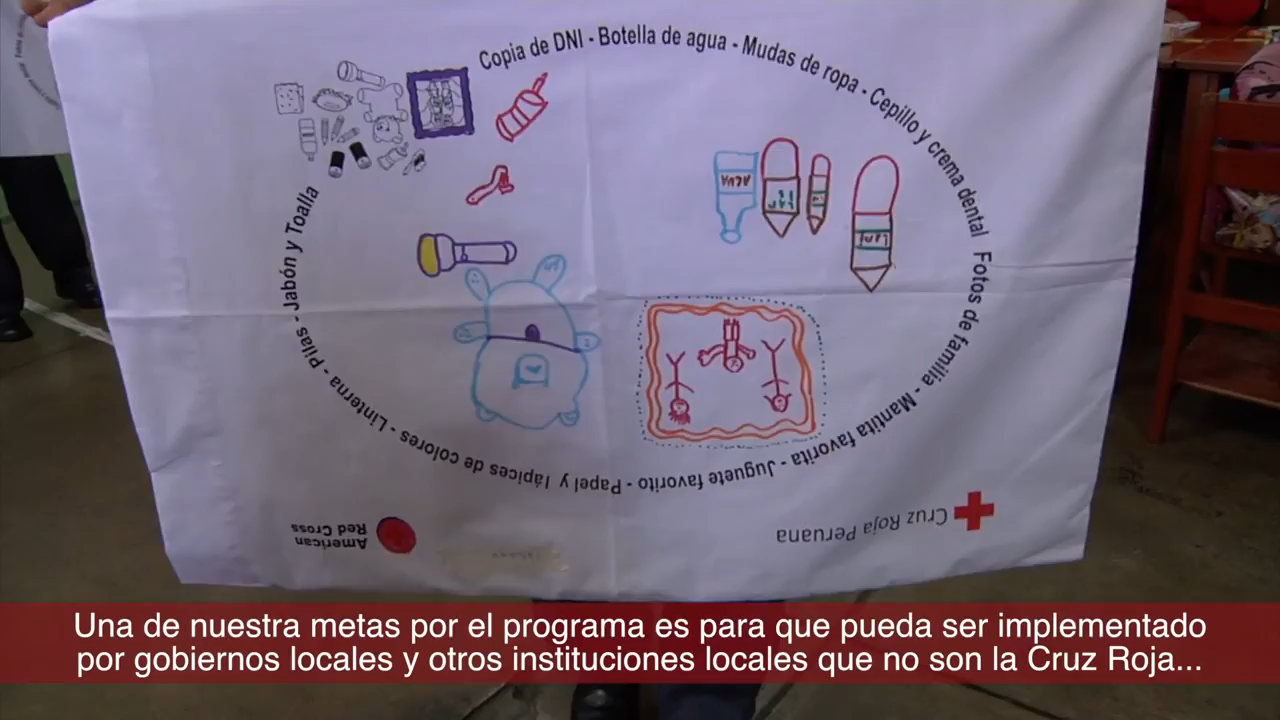 Copia de DNI - Botella de agua - Mudas de ropa - Cepillo y crema dental Fotos de familia - Mantita favorita - Juguete favorito - Papel y lápices de colores - Linterna - Pilas - Jabón y Toalla
AGUA
American
Red Cross
Cruz Roja Peruana
Una de nuestra metas por el programa es para que pueda ser implementado
por gobiernos locales y otros instituciones locales que no son la Cruz Roja...